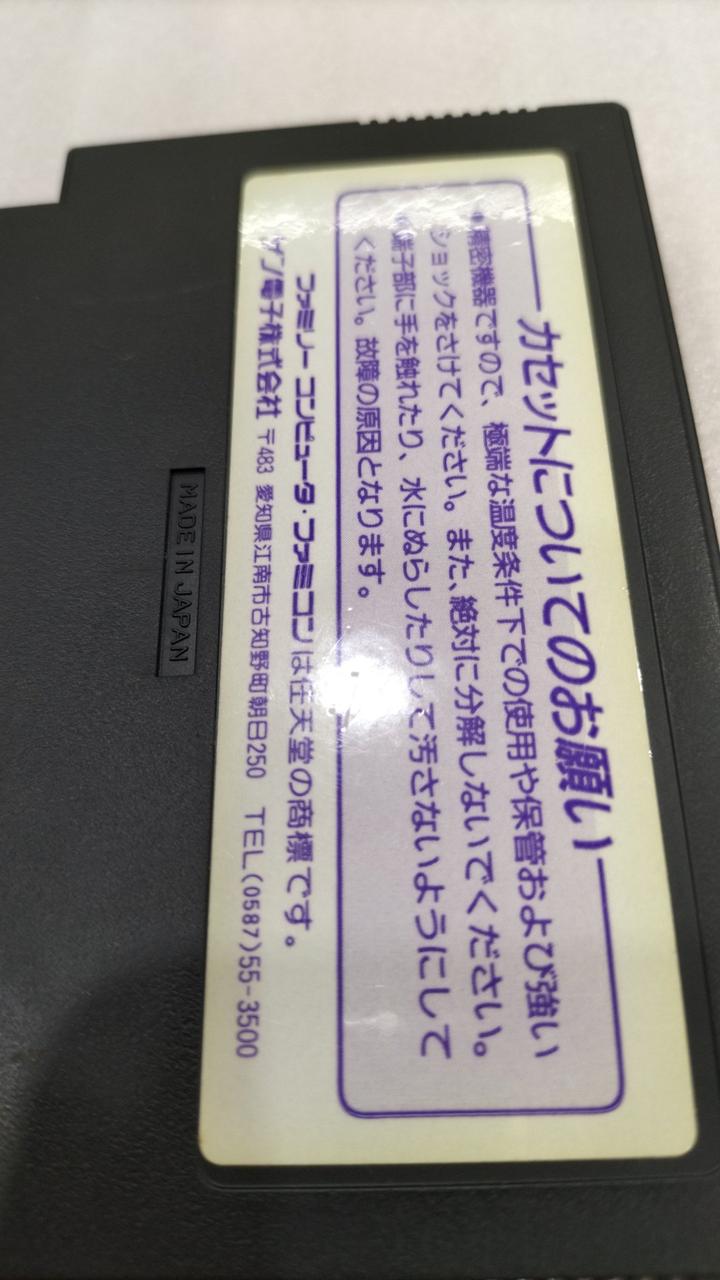 カセットについてのお願い
●精密機器ですので、極端な温度条件下での使用や保管および強い
ショックをさけてください。また、絶対に分解しないでください。
●端子部に手を触れたり、水にぬらしたりして汚さないようにして
ください。故障の原因となります。
ファミリー コンピュータ・ファミコンは任天堂の商標です。
サン電子株式会社 〒483 愛知県江南市古知野町朝日250 TEL.(0587)55-3500
MADE IN JAPAN